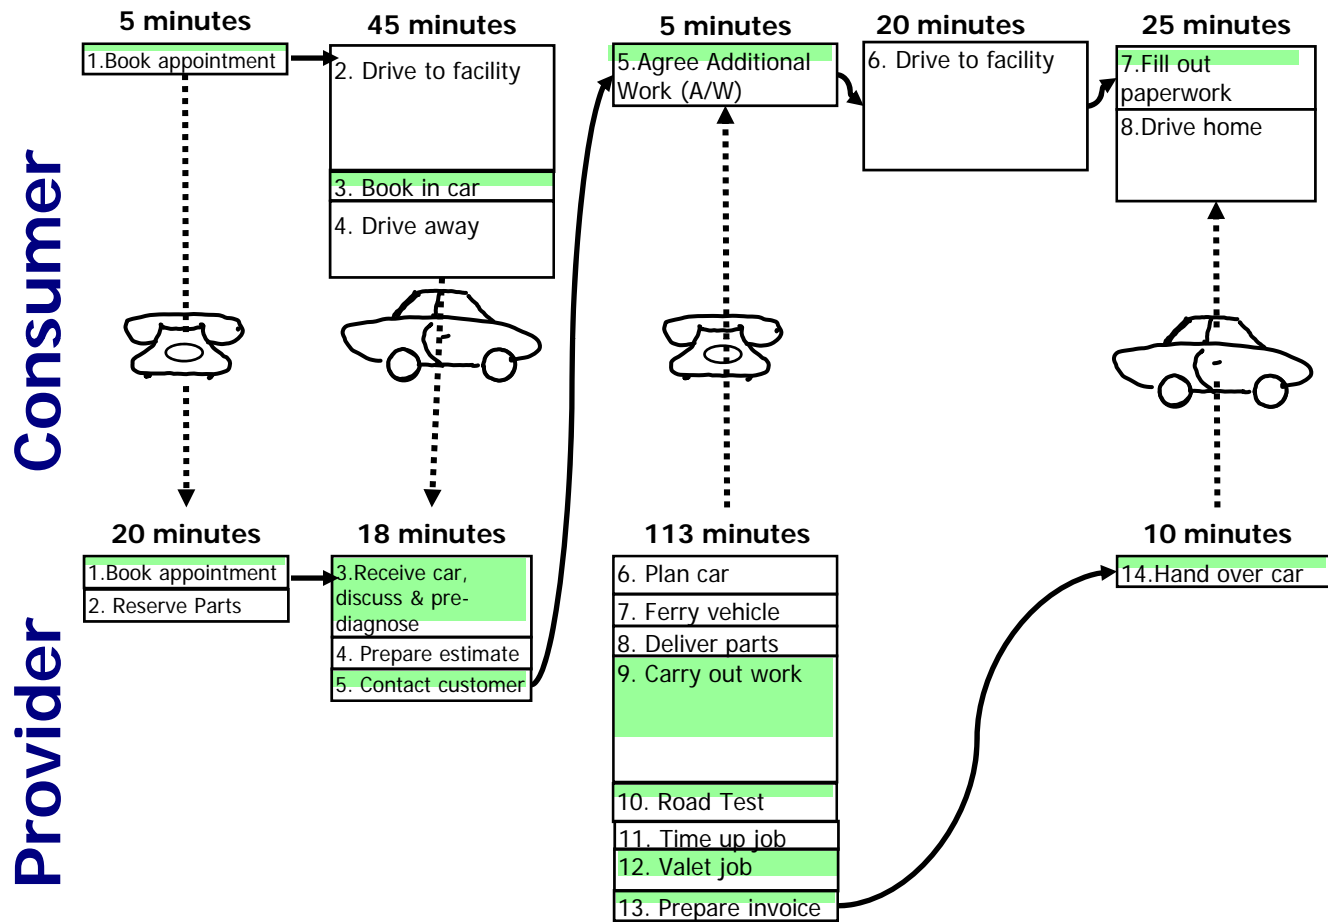 Consumer
5 minutes
1.Book appointment
45 minutes
2. Drive to facility
3. Book in car
4. Drive away
5 minutes
5.Agree Additional
Work (A/W)
20 minutes
6. Drive to facility
25 minutes
7.Fill out
paperwork
8.Drive home
Provider
20 minutes
1.Book appointment
2. Reserve Parts
18 minutes
3.Receive car,
discuss & pre-
diagnose
4. Prepare estimate
5. Contact customer
113 minutes
6. Plan car
7. Ferry vehicle
8. Deliver parts
9. Carry out work
10. Road Test
11. Time up job
12. Valet job
13. Prepare invoice
10 minutes
14.Hand over car